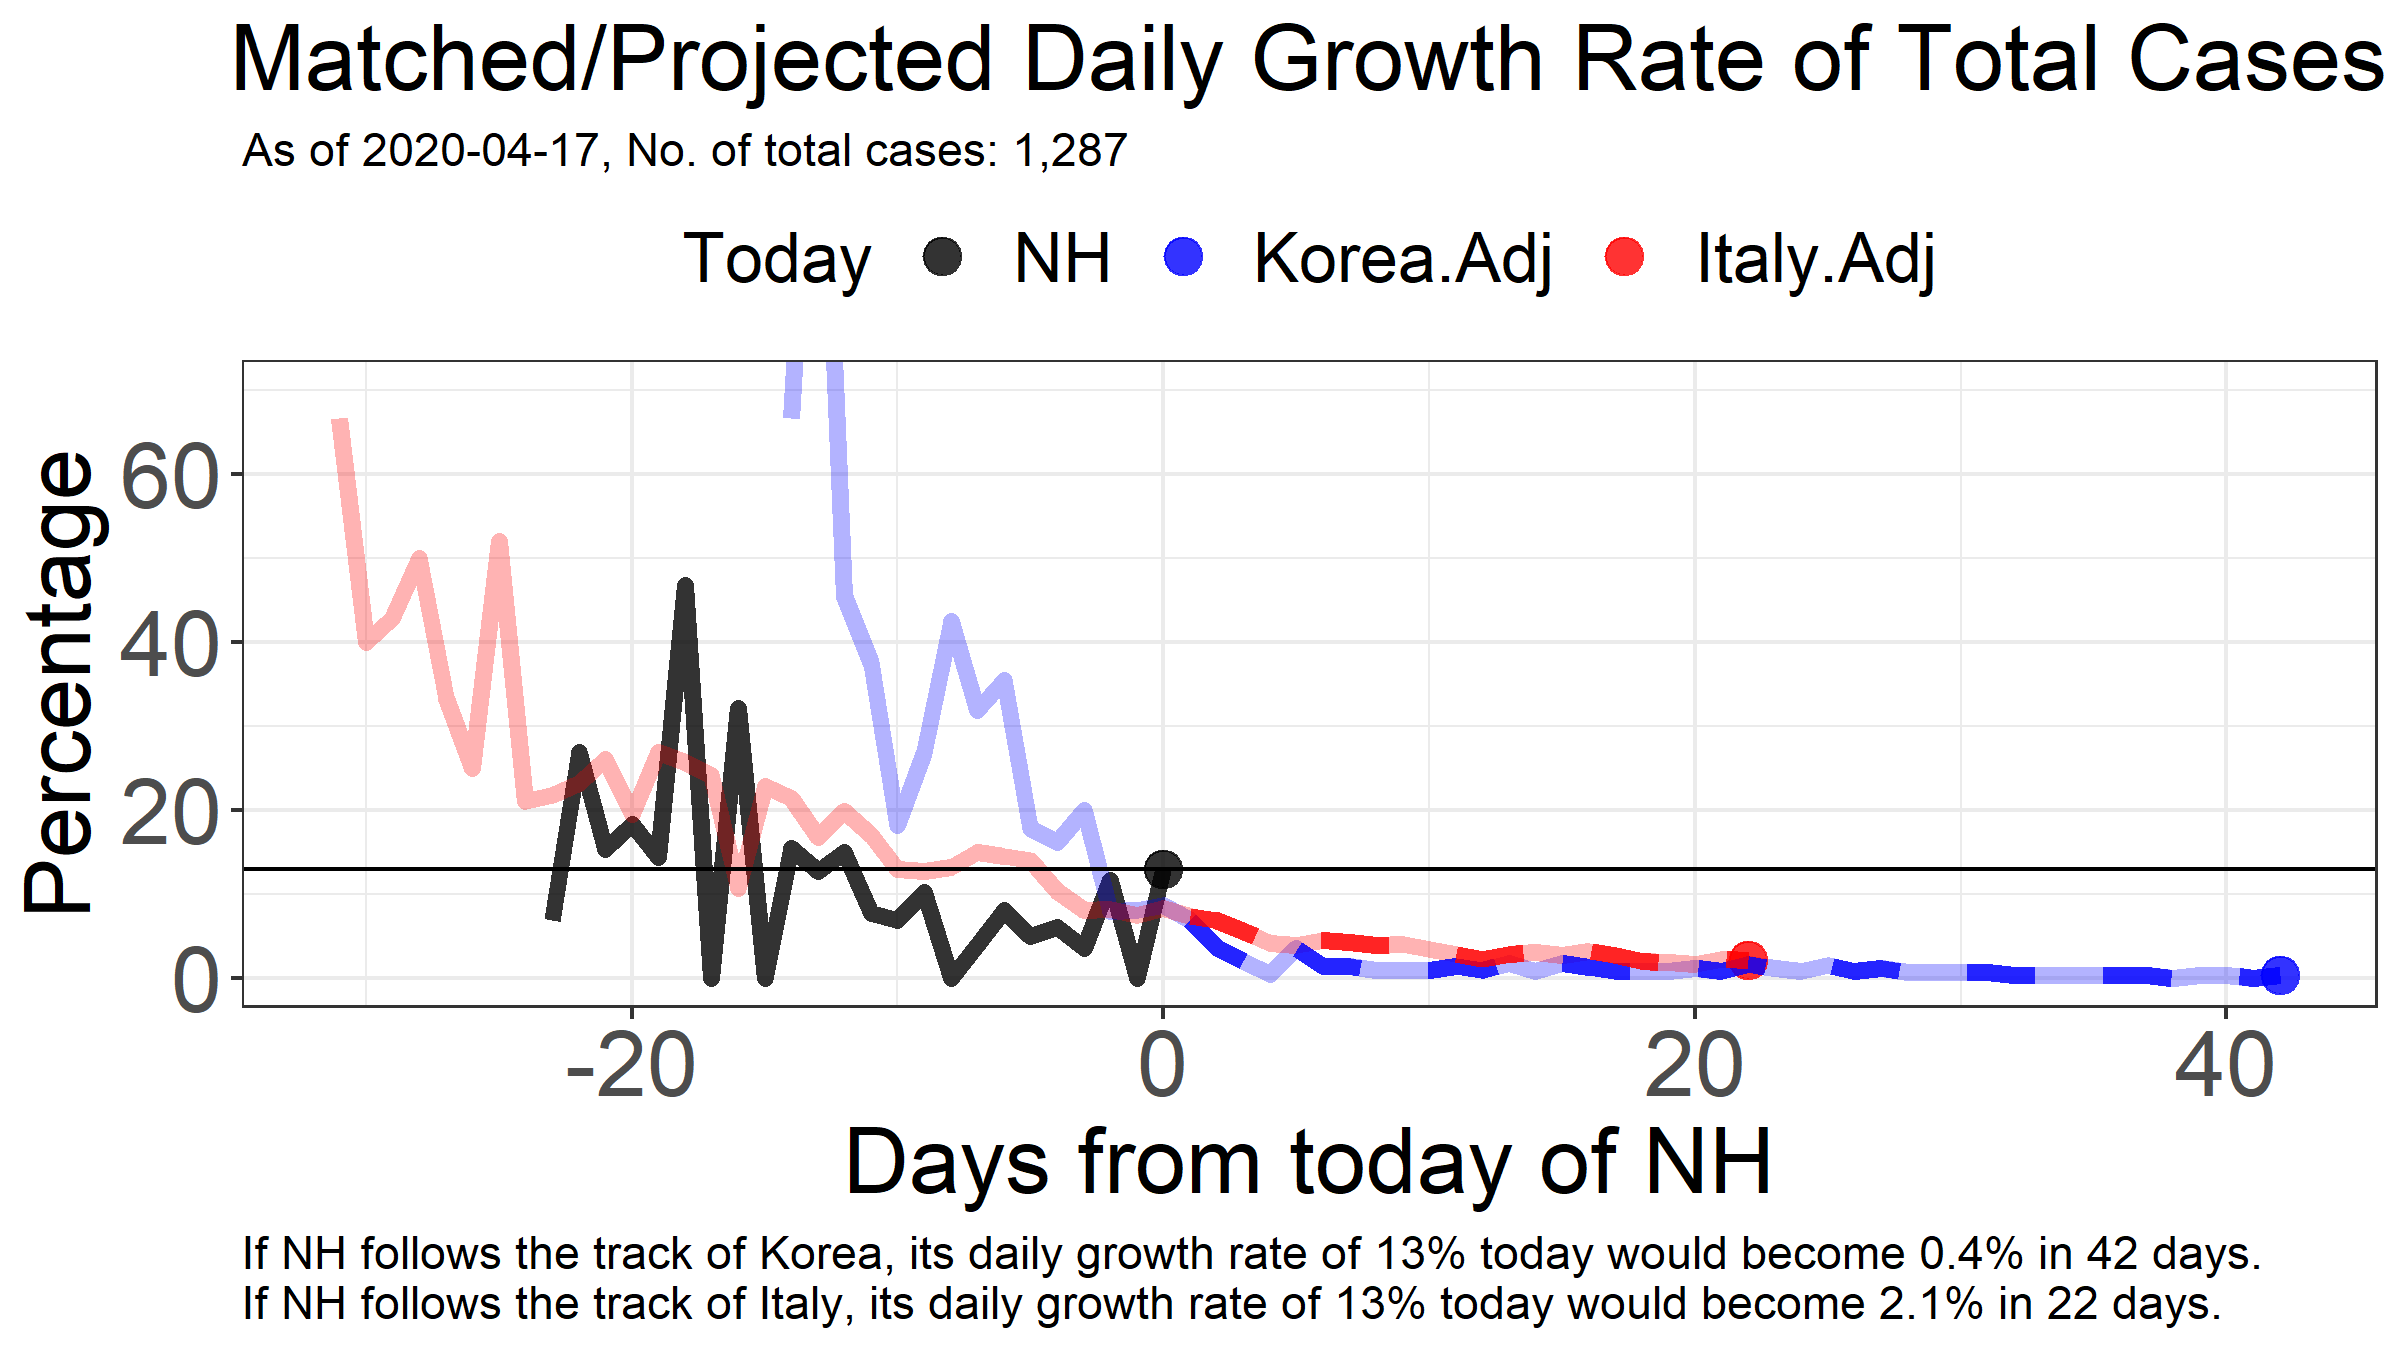 Matched/Projected Daily Growth Rate of Total Cases
As of 2020-04-17, No. of total cases: 1,287
Today NH Korea.Adj Italy.Adj
Percentage
60
40
20
0
-20 0 20 40
Days from today of NH
If NH follows the track of Korea, its daily growth rate of 13% today would become 0.4% in 42 days.
If NH follows the track of Italy, its daily growth rate of 13% today would become 2.1% in 22 days.